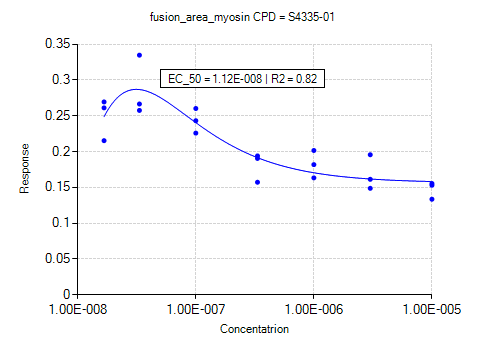 fusion_area_myosin CPD = S4335-01
0.35
0.3
0.25
0.2
0.15
0.1
0.05
0
EC_50 = 1.12E-008 | R2 = 0.82
Response
1.00E-008
1.00E-007
1.00E-006
1.00E-005
Concentatrion